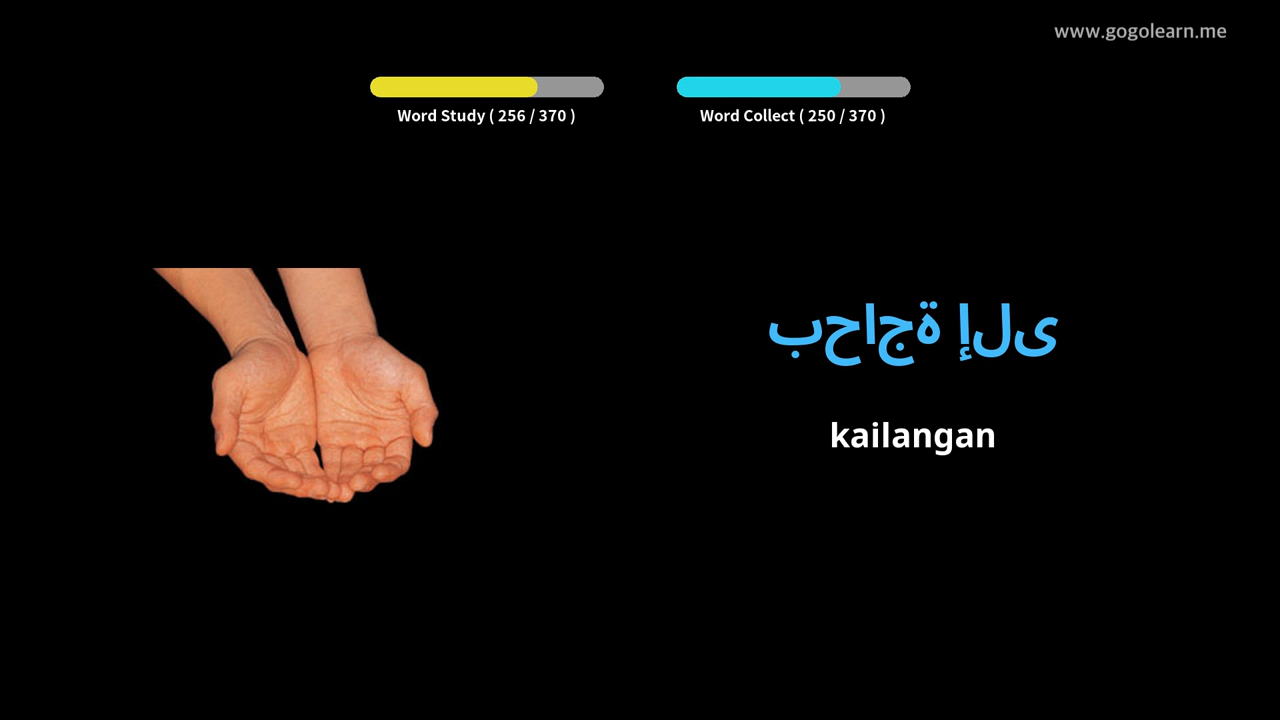 www.gogolearn.me
Word Study ( 256 / 370 )
Word Collect ( 250 / 370 )
بحاجة إلى
kailangan